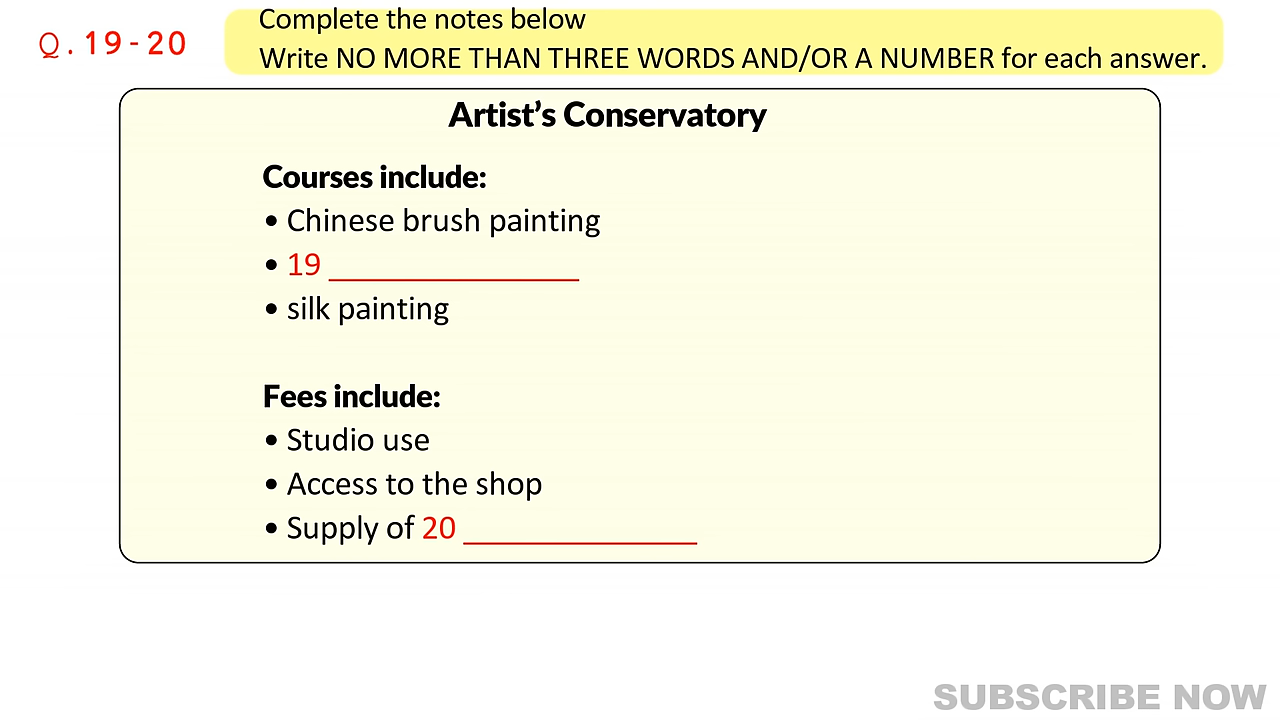 Q. 19-20
Complete the notes below
Write NO MORE THAN THREE WORDS AND/OR A NUMBER for each answer.
Artist's Conservatory
Courses include:
• Chinese brush painting
• 19 _______________
• silk painting
Fees include:
• Studio use
• Access to the shop
• Supply of 20 ______________
SUBSCRIBE NOW